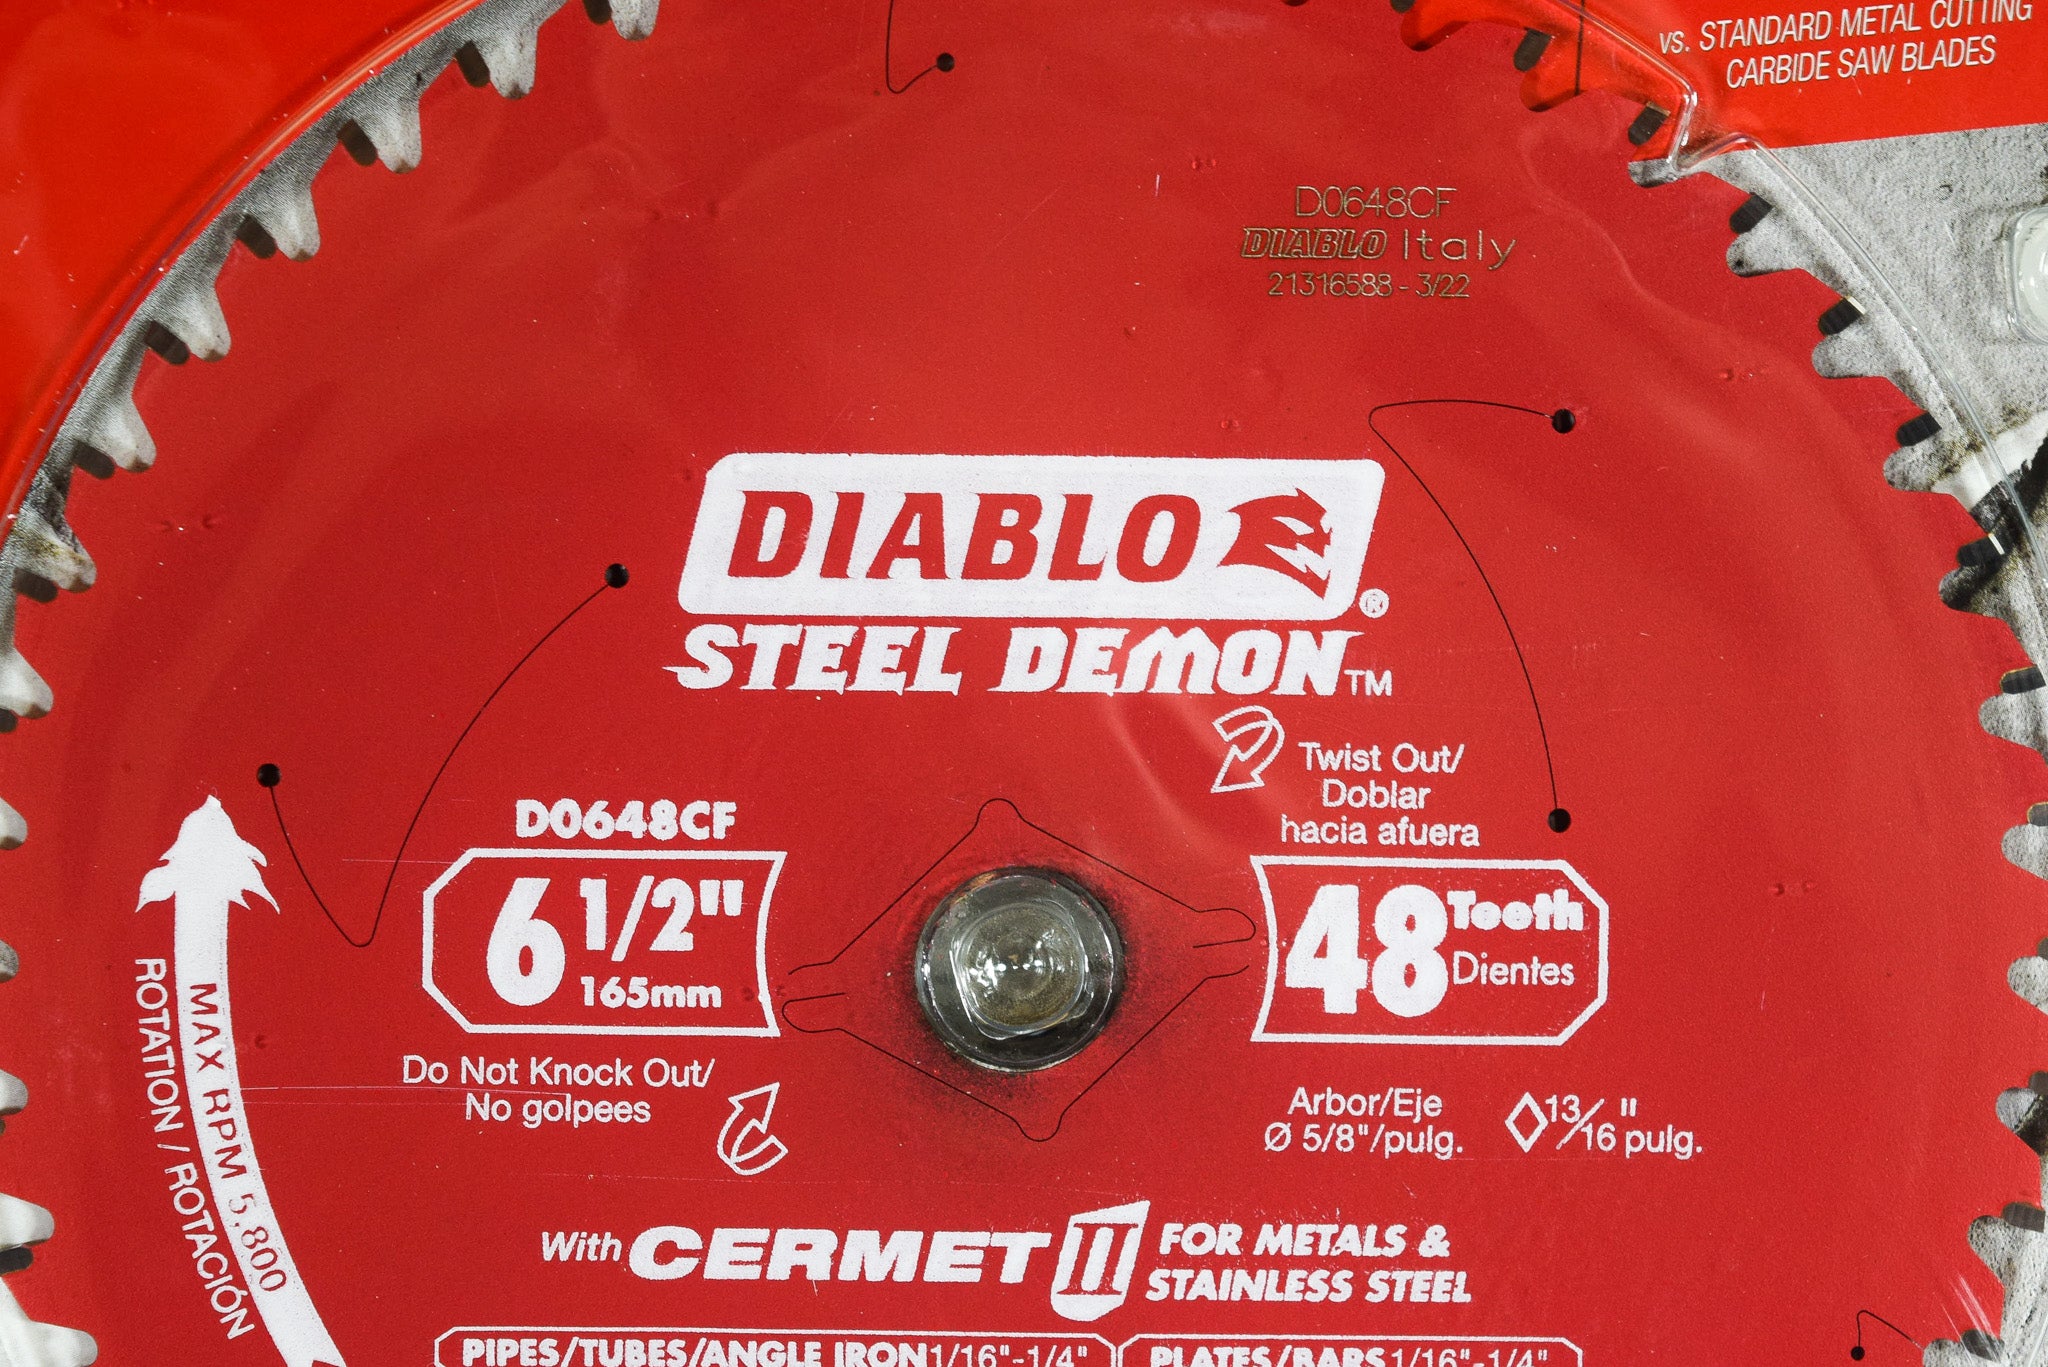 vs. STANDARD METAL CUTTING
CARBIDE SAW BLADES
D0648CF
DIABLO Italy
21316588 - 3/22
DIABLO®
STEEL DEMON™
Twist Out/
Doblar
hacia afuera
D0648CF
6 1/2"
165mm
48 Teeth
Dientes
Do Not Knock Out/
No golpees
Arbor/Eje
Ø 5/8"/pulg.
◇ 13/16" pulg.
MAX RPM 5,800
ROTATION / ROTACIÓN
With CERMET II FOR METALS &
STAINLESS STEEL
PIPES/TUBES/ANGLE IRON 1/16"-1/4"
PLATES/BARS 1/16"-1/4"